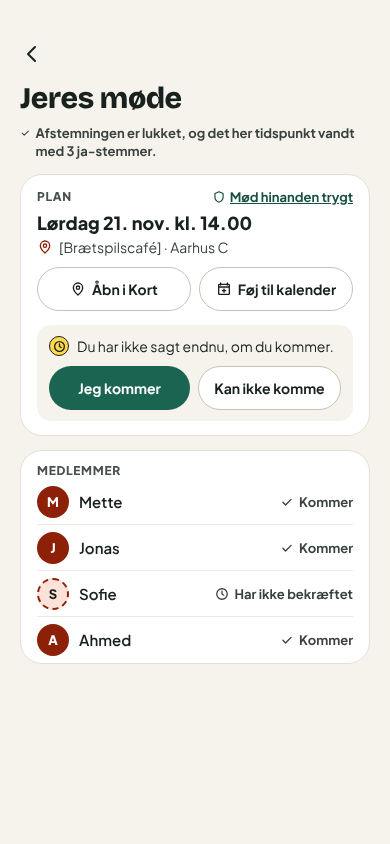 Jeres møde
Afstemningen er lukket, og det her tidspunkt vandt
med 3 ja-stemmer.
PLAN
Mød hinanden trygt
Lørdag 21. nov. kl. 14.00
[Brætspilscafé] · Aarhus C
Åbn i Kort
Føj til kalender
Du har ikke sagt endnu, om du kommer.
Jeg kommer
Kan ikke komme
MEDLEMMER
M Mette Kommer
J Jonas Kommer
S Sofie Har ikke bekræftet
A Ahmed Kommer